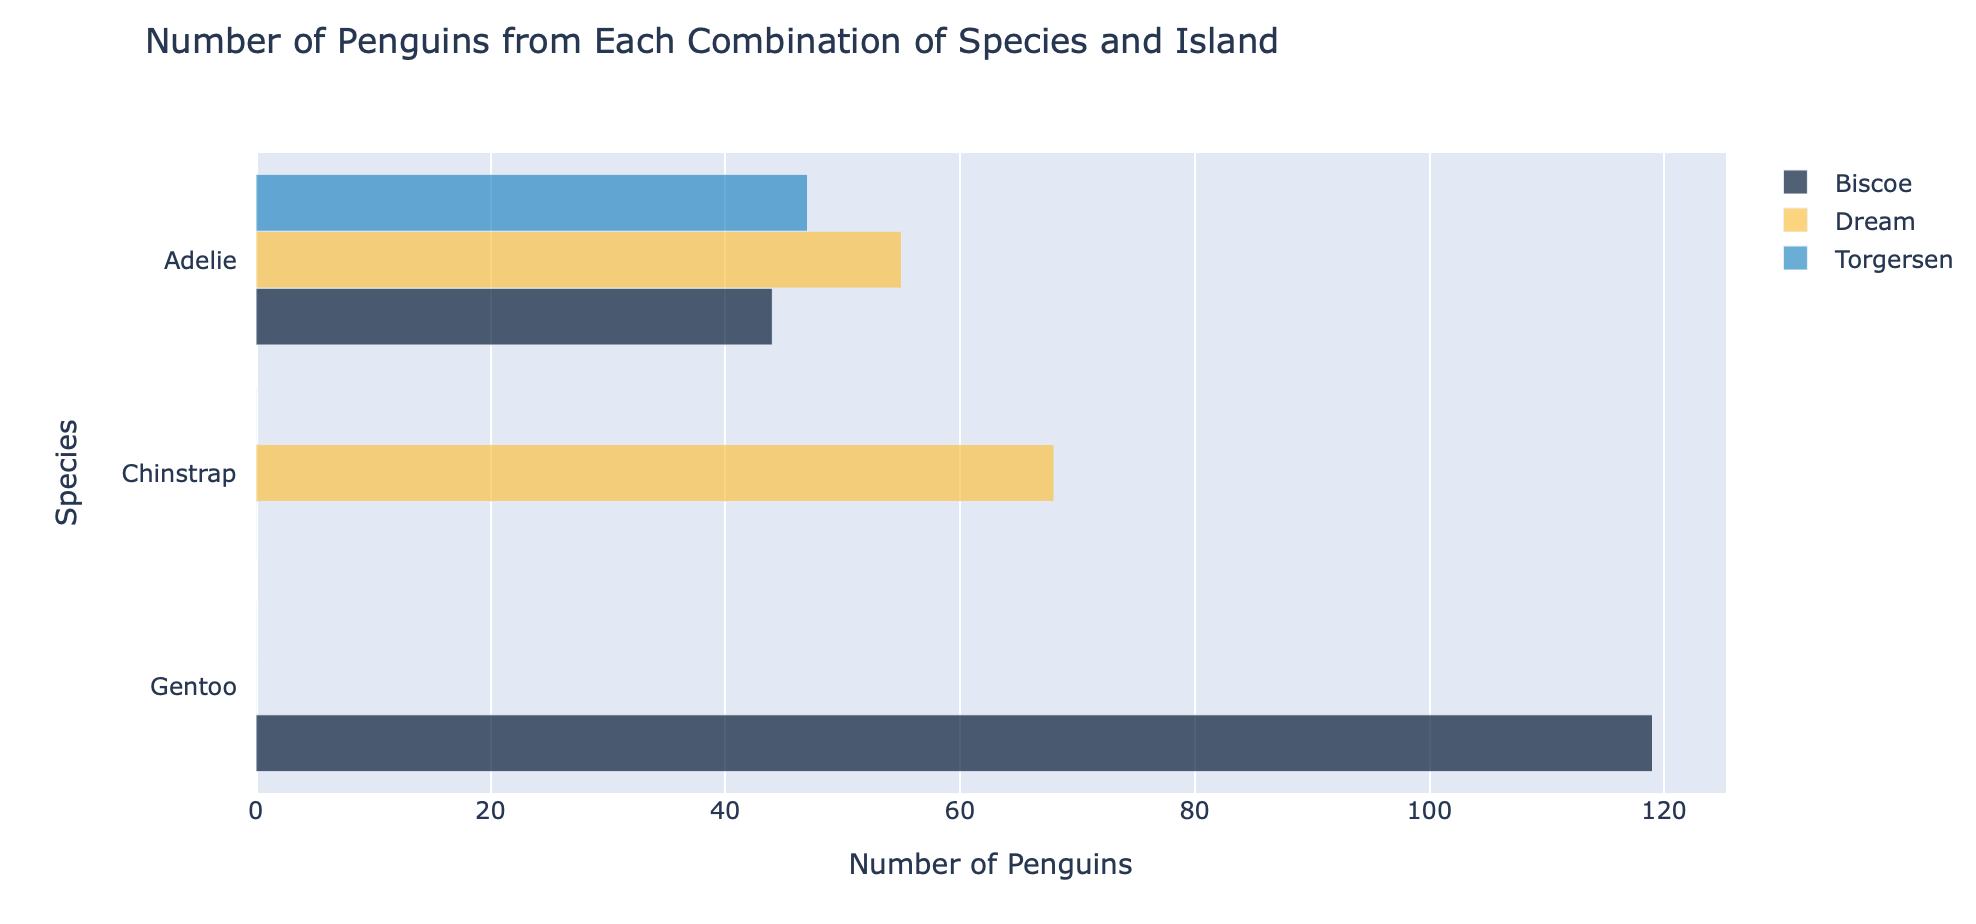 Number of Penguins from Each Combination of Species and Island
Biscoe
Dream
Torgersen
Species
Adelie
Chinstrap
Gentoo
0 20 40 60 80 100 120
Number of Penguins